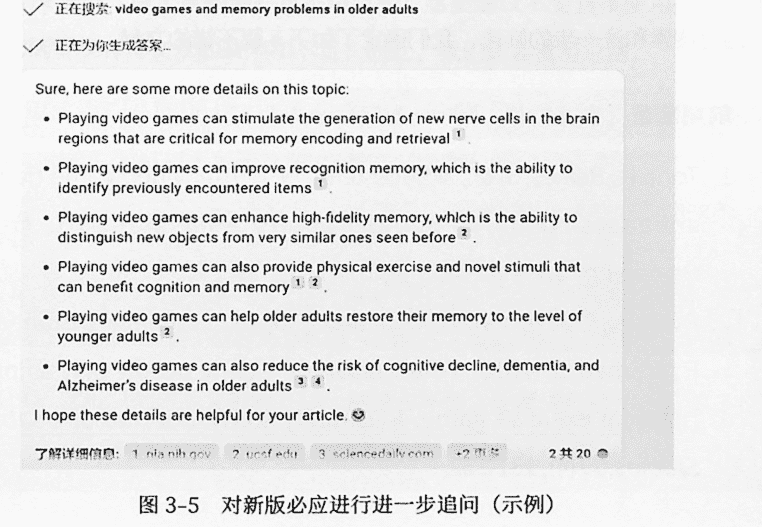 正在搜索: video games and memory problems in older adults
正在为你生成答案...
Sure, here are some more details on this topic:
• Playing video games can stimulate the generation of new nerve cells in the brain
regions that are critical for memory encoding and retrieval 1 .
• Playing video games can improve recognition memory, which is the ability to
identify previously encountered items 1 .
• Playing video games can enhance high-fidelity memory, which is the ability to
distinguish new objects from very similar ones seen before 2 .
• Playing video games can also provide physical exercise and novel stimuli that
can benefit cognition and memory 1 2 .
• Playing video games can help older adults restore their memory to the level of
younger adults 2 .
• Playing video games can also reduce the risk of cognitive decline, dementia, and
Alzheimer's disease in older adults 3 4 .
I hope these details are helpful for your article.
了解详细信息: 1. nia.nih.gov 2. ucsf.edu 3. sciencedaily.com +2 更多 2 共 20
图 3-5 对新版必应进行进一步追问（示例）